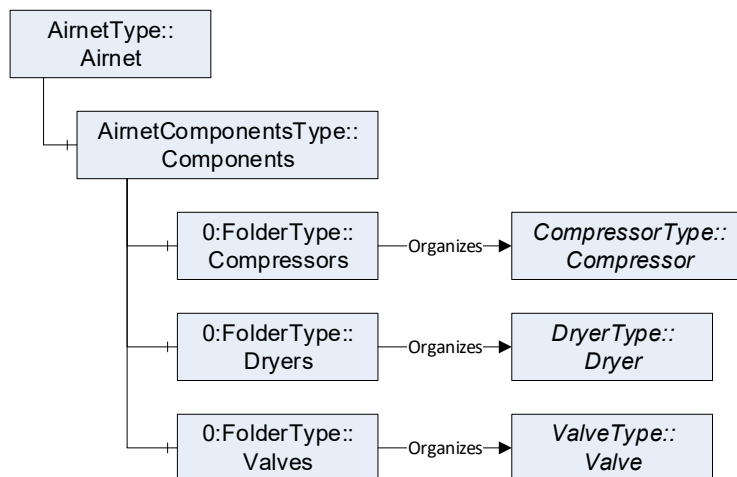 AirnetType::
Airnet
AirnetComponentsType::
Components
0:FolderType::
Compressors
Organizes
CompressorType::
Compressor
0:FolderType::
Dryers
Organizes
DryerType::
Dryer
0:FolderType::
Valves
Organizes
ValveType::
Valve